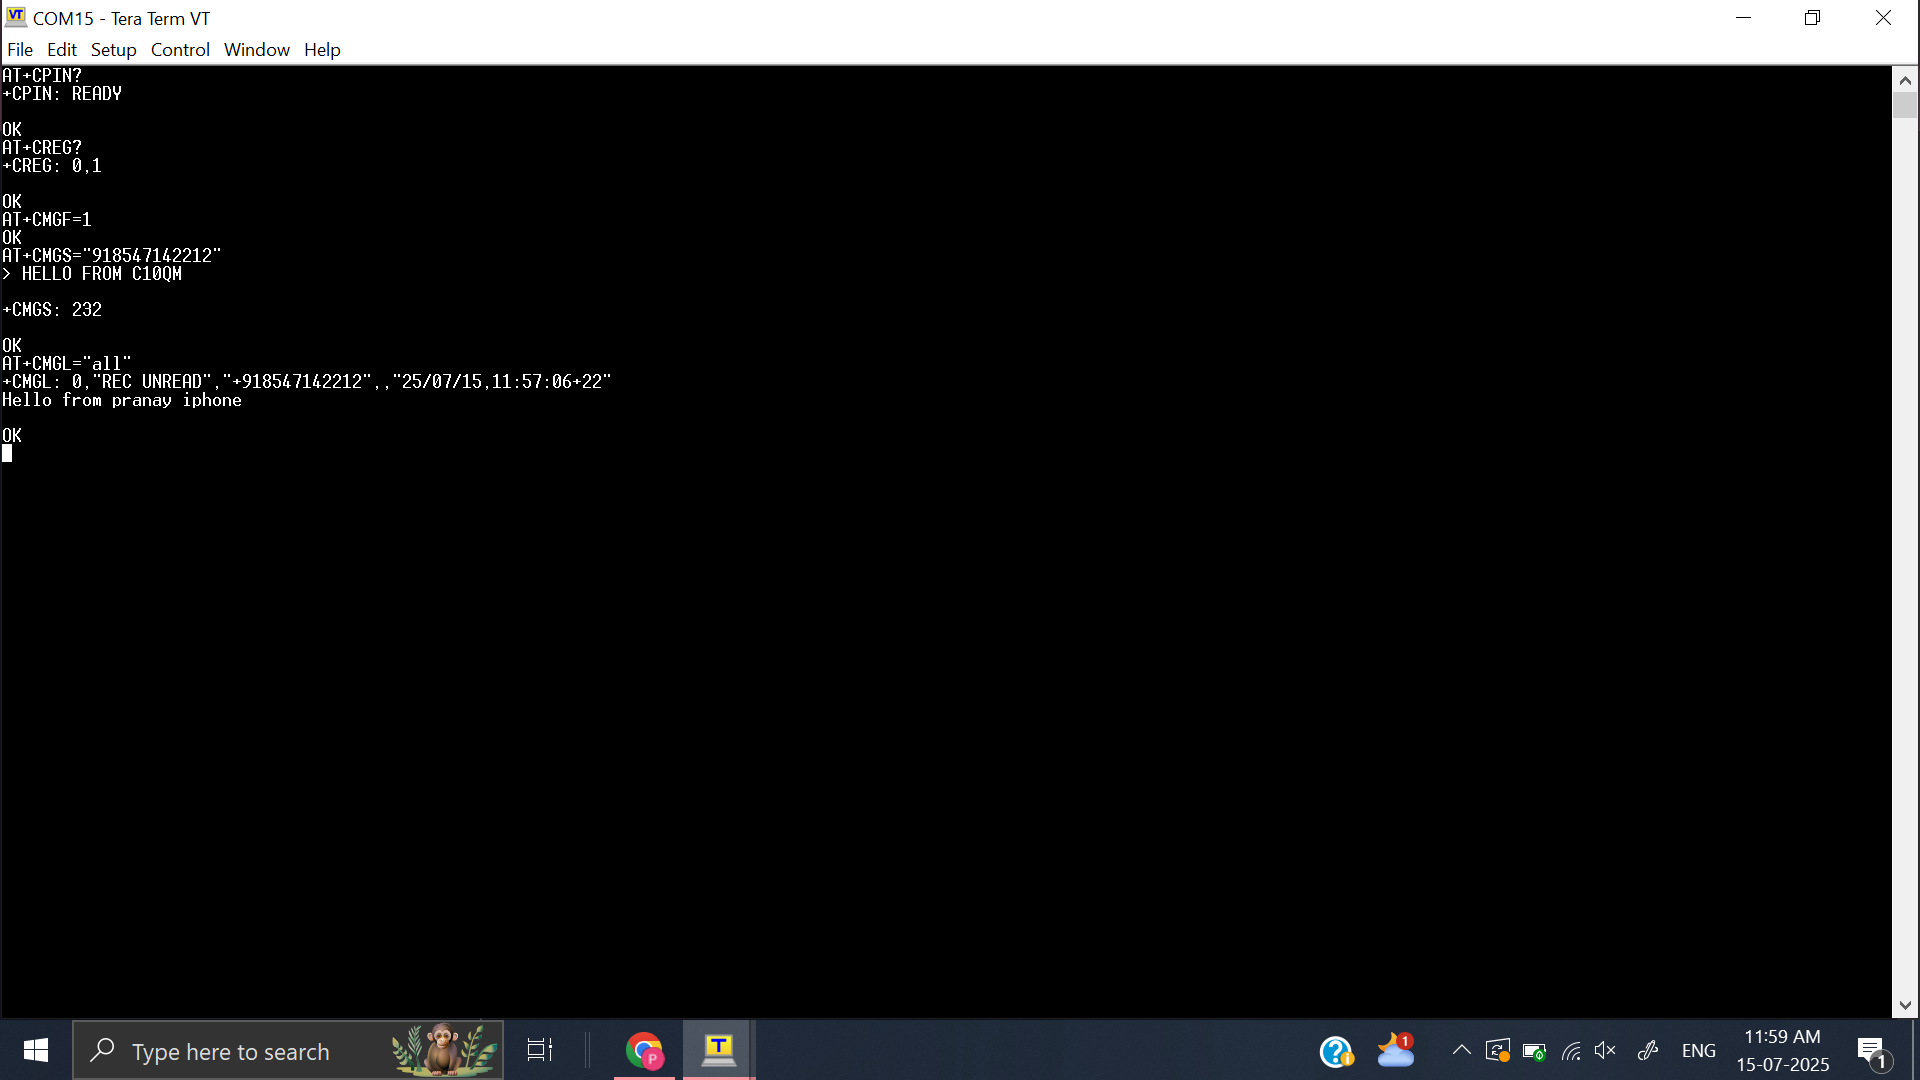 COM15 - Tera Term VT
File Edit Setup Control Window Help
AT+CPIN?
+CPIN: READY
OK
AT+CREG?
+CREG: 0,1
OK
AT+CMGF=1
OK
AT+CMGS="918547142212"
> HELLO FROM C10QM
+CMGS: 232
OK
AT+CMGL="all"
+CMGL: 0,"REC UNREAD","+918547142212",,"25/07/15,11:57:06+22"
Hello from pranay iphone
OK
Type here to search
P
T
1
ENG
11:59 AM
15-07-2025
1